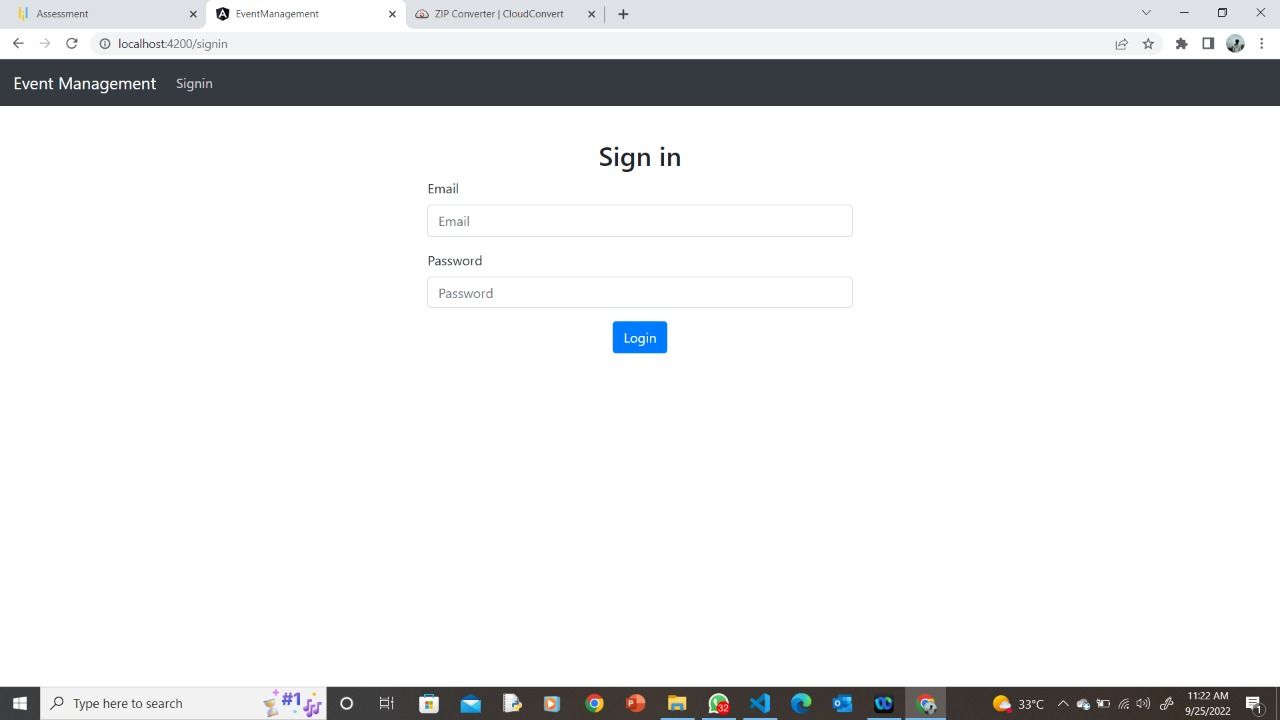 Assessment
EventManagement
ZIP Converter | CloudConvert
localhost:4200/signin
Event Management Signin
Sign in
Email
Email
Password
Password
Login
Type here to search
#1
32
33°C
11:22 AM
9/25/2022
1